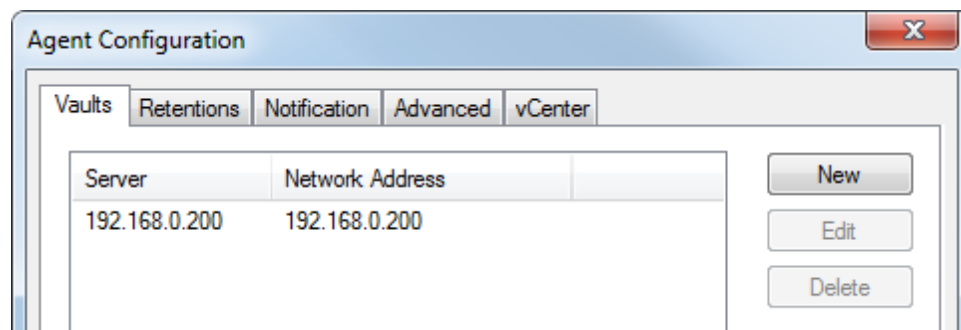 Agent Configuration
Vaults Retentions Notification Advanced vCenter
Server Network Address New
192.168.0.200 192.168.0.200
Edit
Delete